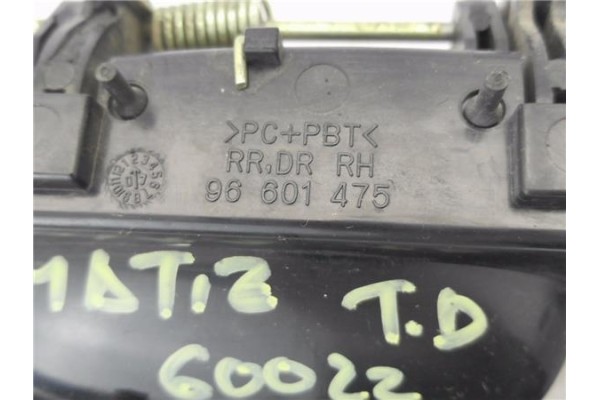 >PC+PBT<
RR,DR RH
96 601 475
MATIZ T.D
60022